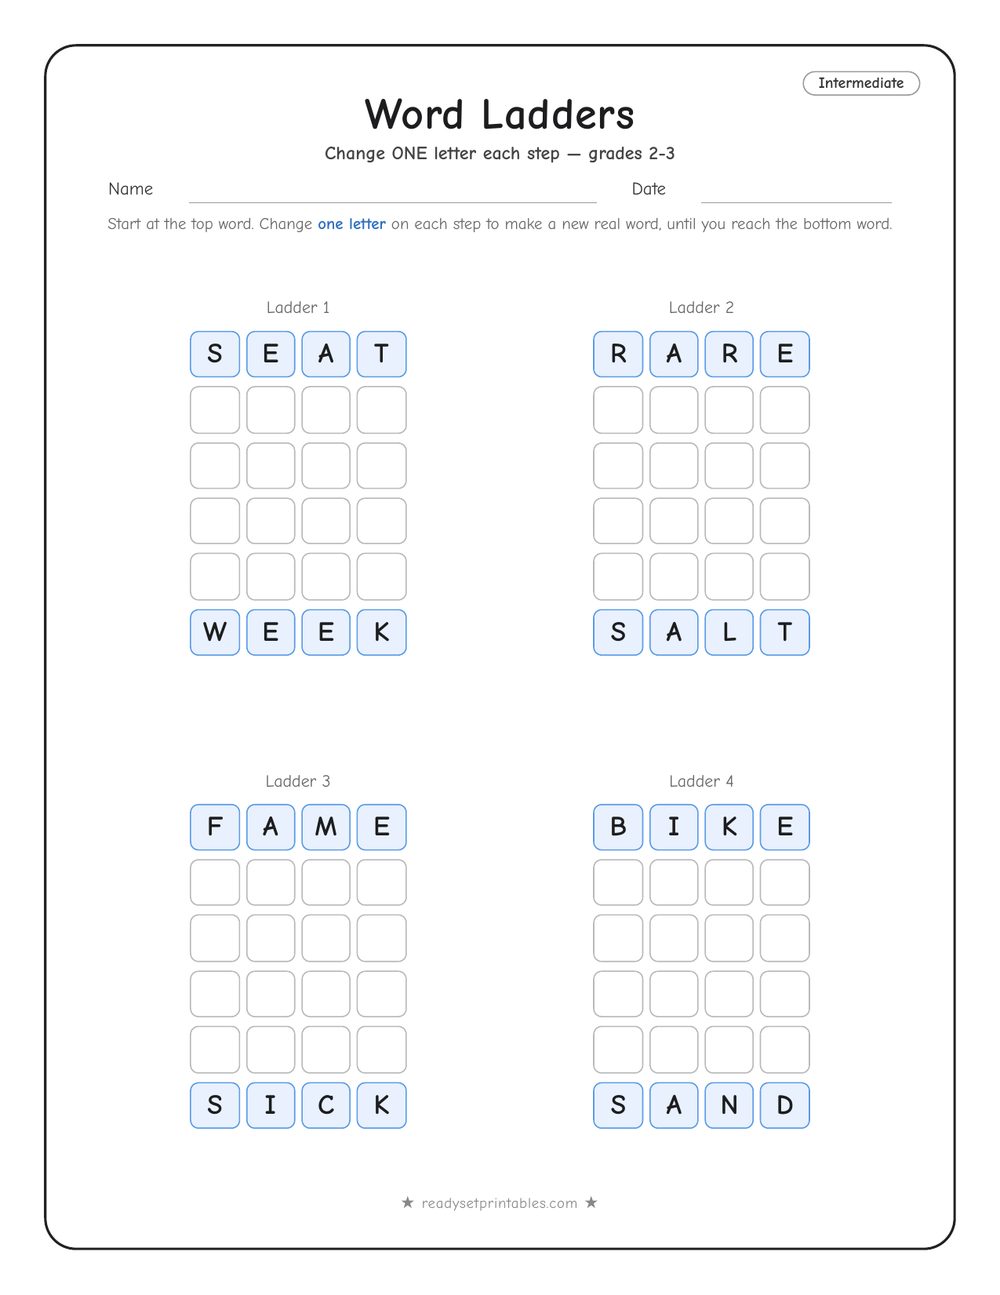 Intermediate
Word Ladders
Change ONE letter each step — grades 2-3
Name Date
Start at the top word. Change one letter on each step to make a new real word, until you reach the bottom word.
Ladder 1
S E A T
W E E K
Ladder 2
R A R E
S A L T
Ladder 3
F A M E
S I C K
Ladder 4
B I K E
S A N D
★ readysetprintables.com ★